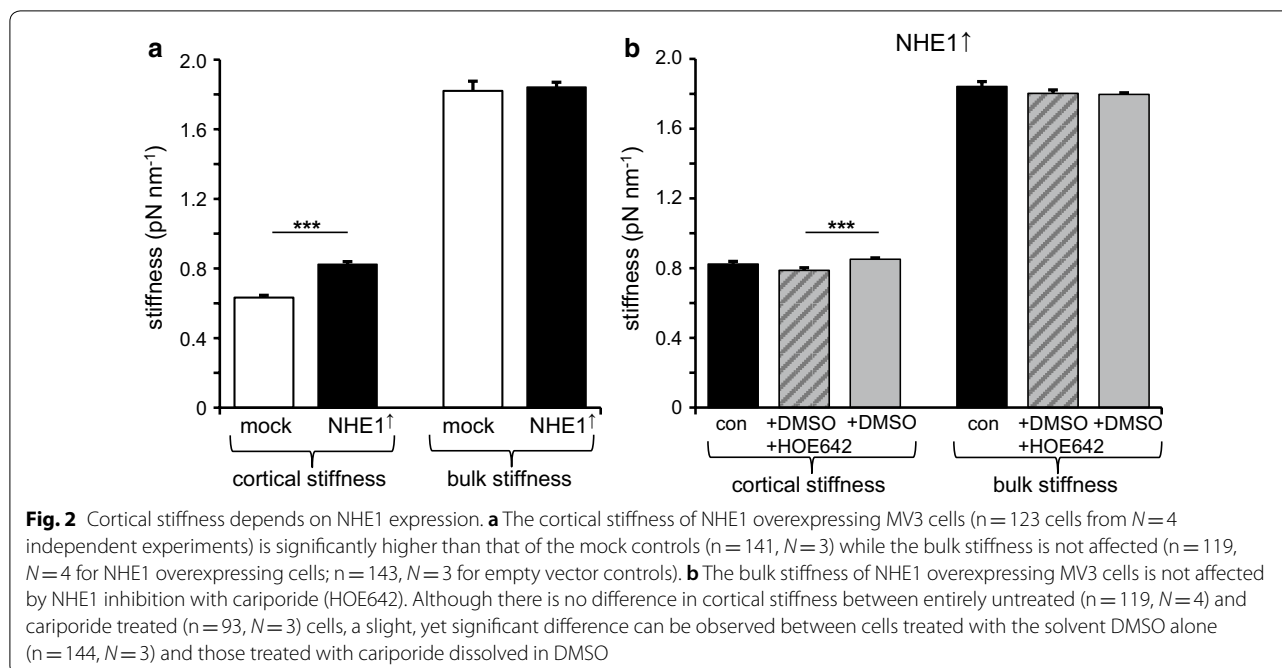 a
2.0
1.6
1.2
0.8
0.4
0
stiffness (pN nm-1)
***
mock
NHE1↑
mock
NHE1↑
cortical stiffness
bulk stiffness
b
NHE1↑
2.0
1.6
1.2
0.8
0.4
0
stiffness (pN nm-1)
***
con
+DMSO
+HOE642
+DMSO
con
+DMSO
+HOE642
+DMSO
cortical stiffness
bulk stiffness
Fig. 2 Cortical stiffness depends on NHE1 expression. a The cortical stiffness of NHE1 overexpressing MV3 cells (n = 123 cells from N = 4
independent experiments) is significantly higher than that of the mock controls (n = 141, N = 3) while the bulk stiffness is not affected (n = 119,
N = 4 for NHE1 overexpressing cells; n = 143, N = 3 for empty vector controls). b The bulk stiffness of NHE1 overexpressing MV3 cells is not affected
by NHE1 inhibition with cariporide (HOE642). Although there is no difference in cortical stiffness between entirely untreated (n = 119, N = 4) and
cariporide treated (n = 93, N = 3) cells, a slight, yet significant difference can be observed between cells treated with the solvent DMSO alone
(n = 144, N = 3) and those treated with cariporide dissolved in DMSO